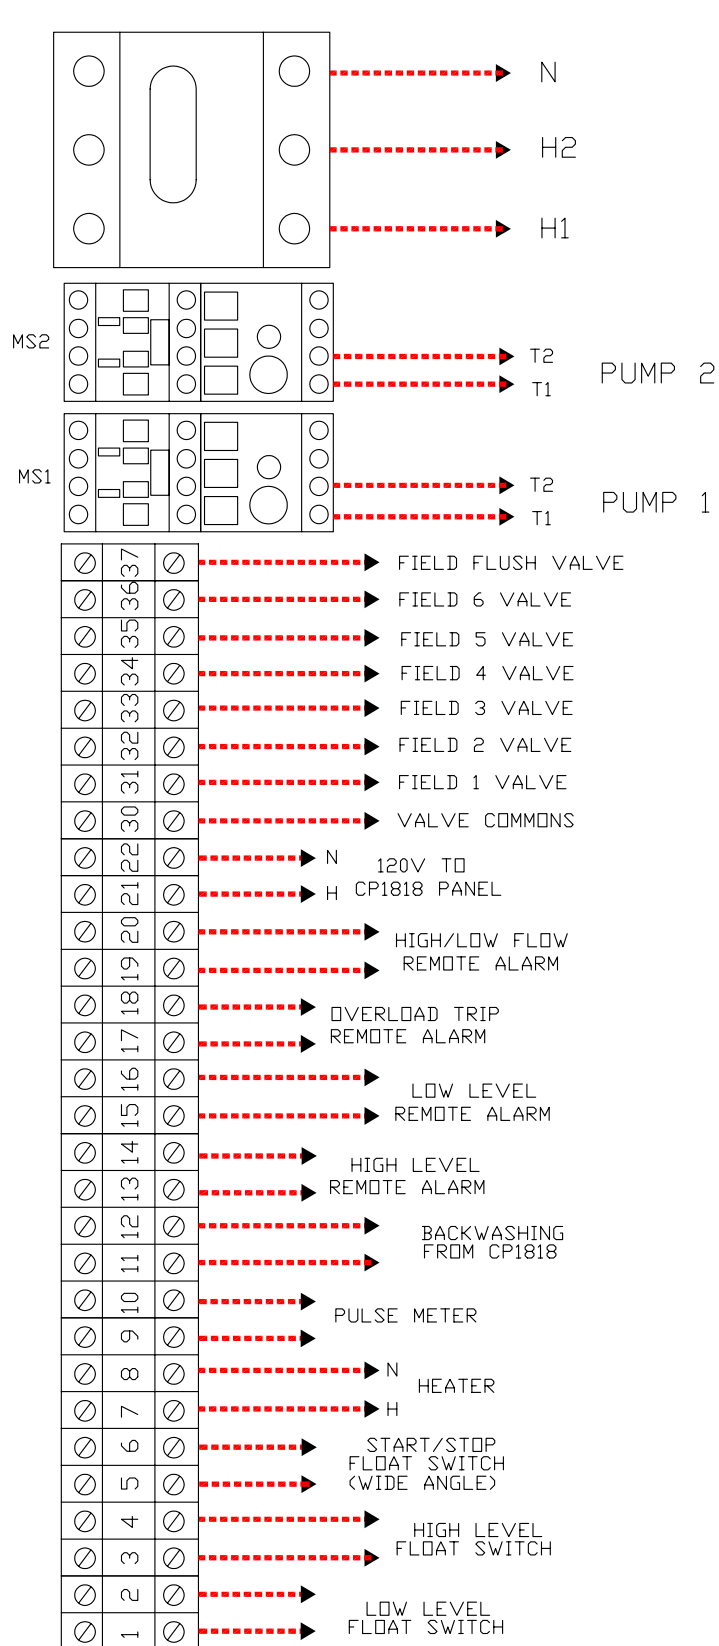 N
H2
H1
MS2
T2
T1
PUMP 2
MS1
T2
T1
PUMP 1
37 FIELD FLUSH VALVE
36 FIELD 6 VALVE
35 FIELD 5 VALVE
34 FIELD 4 VALVE
33 FIELD 3 VALVE
32 FIELD 2 VALVE
31 FIELD 1 VALVE
30 VALVE COMMONS
22 N
21 H
120V TO
CP1818 PANEL
20
19
HIGH/LOW FLOW
REMOTE ALARM
18
17
OVERLOAD TRIP
REMOTE ALARM
16
15
LOW LEVEL
REMOTE ALARM
14
13
HIGH LEVEL
REMOTE ALARM
12
11
BACKWASHING
FROM CP1818
10
9
PULSE METER
8 N
7 H
HEATER
6
5
START/STOP
FLOAT SWITCH
(WIDE ANGLE)
4
3
HIGH LEVEL
FLOAT SWITCH
2
1
LOW LEVEL
FLOAT SWITCH